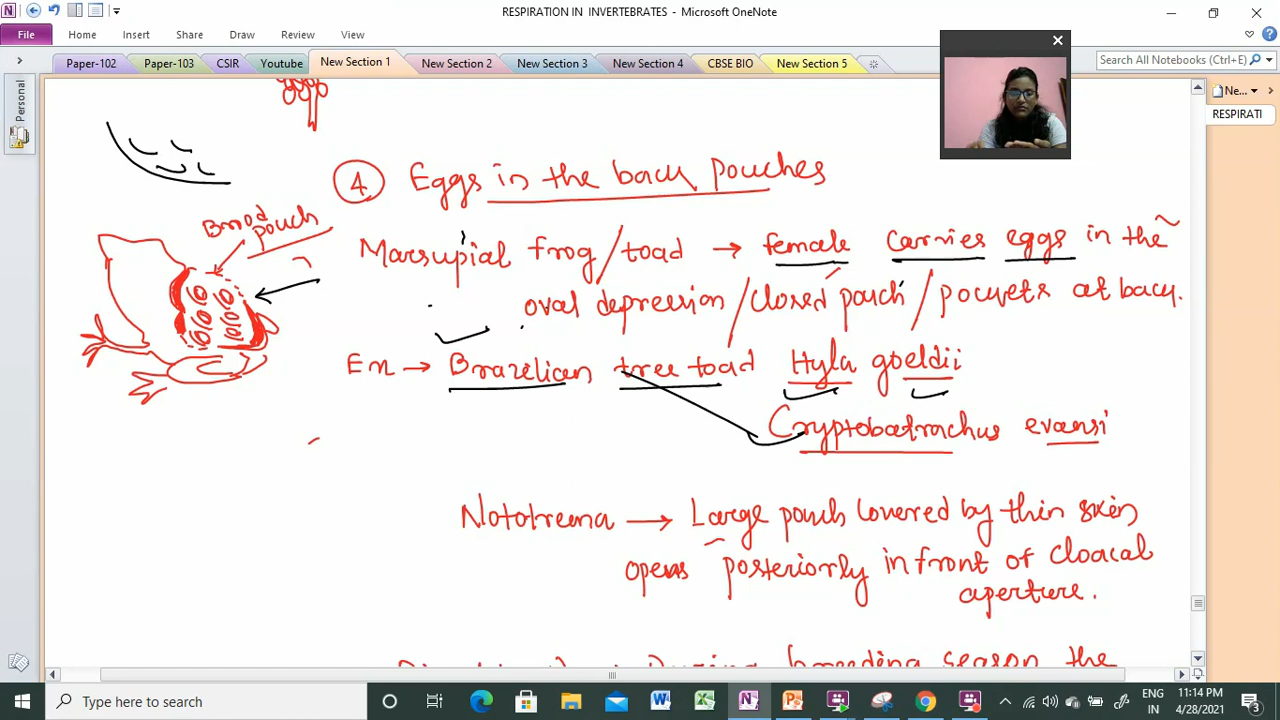 RESPIRATION IN INVERTEBRATES - Microsoft OneNote
File Home Insert Share Draw Review View
Paper-102 Paper-103 CSIR Youtube New Section 1 New Section 2 New Section 3 New Section 4 CBSE BIO New Section 5
Search All Notebooks (Ctrl+E)
Personal
Ne...
RESPIRATI
4 Eggs in the back pouches
Brood pouch
Marsupial frog/toad → female carries eggs in the
oval depression/closed pouch/pockets at back.
Ex → Brazelian tree toad Hyla goeldii
Cryptobatrachus evansi
Nototrema → Large pouch covered by thin skin
opens posteriorly in front of cloacal
aperture.
During breeding season the
Type here to search
ENG
IN
11:14 PM
4/28/2021
3